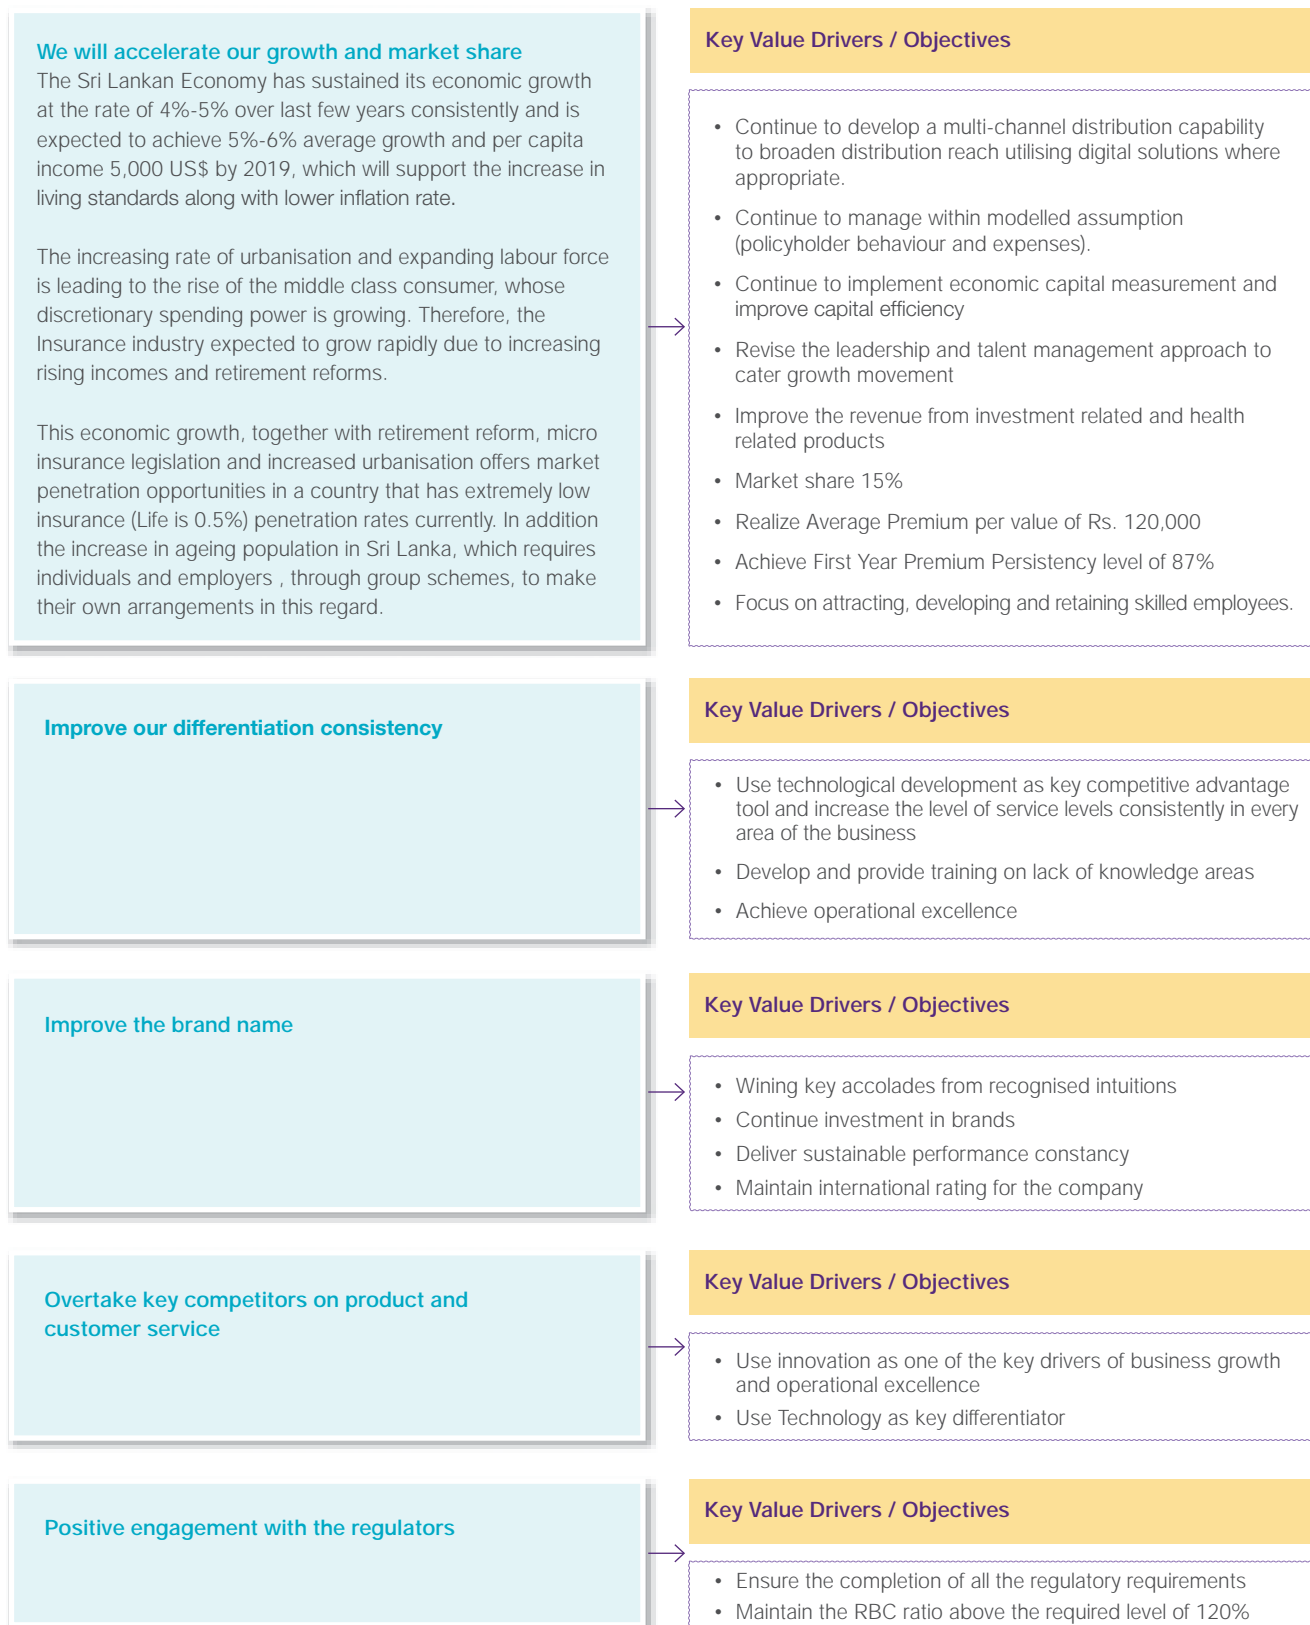 We will accelerate our growth and market share
The Sri Lankan Economy has sustained its economic growth
at the rate of 4%-5% over last few years consistently and is
expected to achieve 5%-6% average growth and per capita
income 5,000 US$ by 2019, which will support the increase in
living standards along with lower inflation rate.
The increasing rate of urbanisation and expanding labour force
is leading to the rise of the middle class consumer, whose
discretionary spending power is growing. Therefore, the
Insurance industry expected to grow rapidly due to increasing
rising incomes and retirement reforms.
This economic growth, together with retirement reform, micro
insurance legislation and increased urbanisation offers market
penetration opportunities in a country that has extremely low
insurance (Life is 0.5%) penetration rates currently. In addition
the increase in ageing population in Sri Lanka, which requires
individuals and employers , through group schemes, to make
their own arrangements in this regard.
Key Value Drivers / Objectives
• Continue to develop a multi-channel distribution capability
to broaden distribution reach utilising digital solutions where
appropriate.
• Continue to manage within modelled assumption
(policyholder behaviour and expenses).
• Continue to implement economic capital measurement and
improve capital efficiency
• Revise the leadership and talent management approach to
cater growth movement
• Improve the revenue from investment related and health
related products
• Market share 15%
• Realize Average Premium per value of Rs. 120,000
• Achieve First Year Premium Persistency level of 87%
• Focus on attracting, developing and retaining skilled employees.
Improve our differentiation consistency
Key Value Drivers / Objectives
• Use technological development as key competitive advantage
tool and increase the level of service levels consistently in every
area of the business
• Develop and provide training on lack of knowledge areas
• Achieve operational excellence
Improve the brand name
Key Value Drivers / Objectives
• Wining key accolades from recognised intuitions
• Continue investment in brands
• Deliver sustainable performance constancy
• Maintain international rating for the company
Overtake key competitors on product and
customer service
Key Value Drivers / Objectives
• Use innovation as one of the key drivers of business growth
and operational excellence
• Use Technology as key differentiator
Positive engagement with the regulators
Key Value Drivers / Objectives
• Ensure the completion of all the regulatory requirements
• Maintain the RBC ratio above the required level of 120%